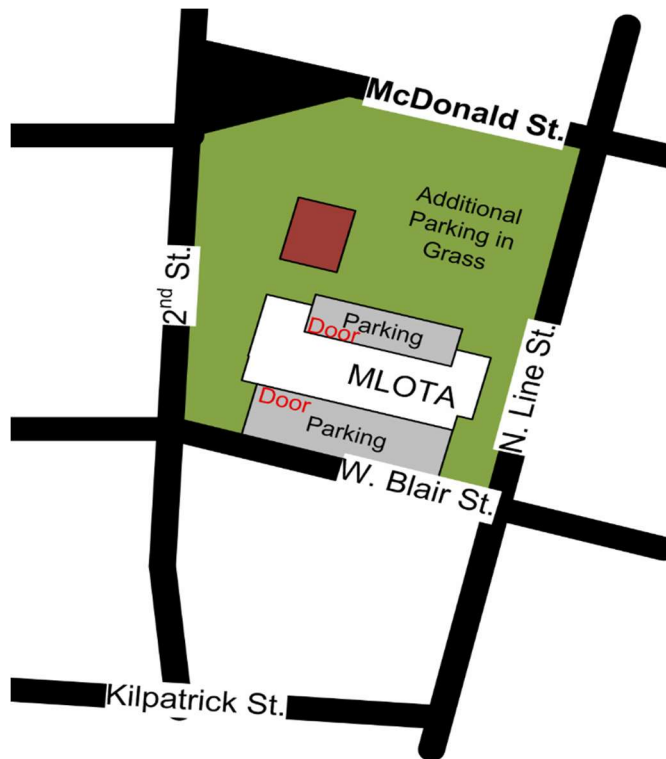 McDonald St.
Additional
Parking in
Grass
2nd St.
Parking
Door
MLOTA
N. Line St.
Door
Parking
W. Blair St.
Kilpatrick St.